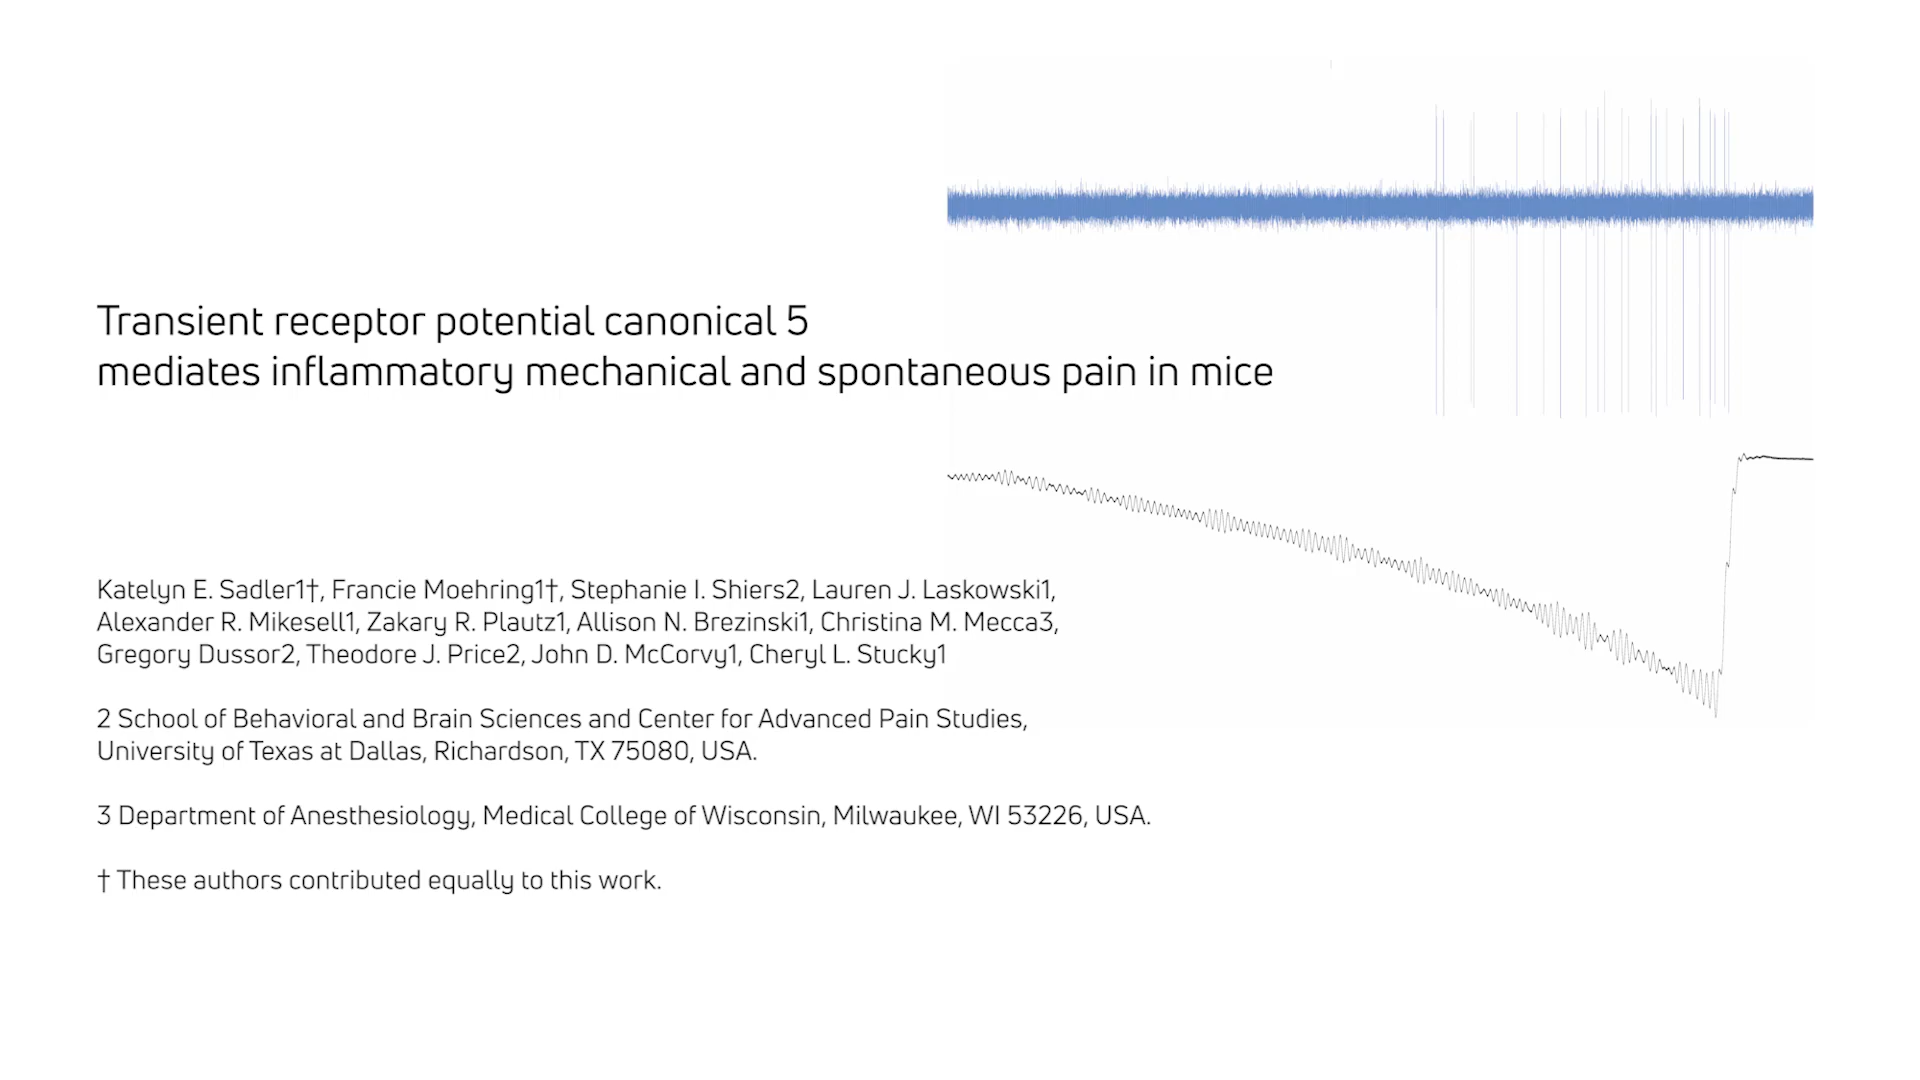 Transient receptor potential canonical 5
mediates inflammatory mechanical and spontaneous pain in mice
Katelyn E. Sadler1†, Francie Moehring1†, Stephanie I. Shiers2, Lauren J. Laskowski1,
Alexander R. Mikesell1, Zakary R. Plautz1, Allison N. Brezinski1, Christina M. Mecca3,
Gregory Dussor2, Theodore J. Price2, John D. McCorvy1, Cheryl L. Stucky1
2 School of Behavioral and Brain Sciences and Center for Advanced Pain Studies,
University of Texas at Dallas, Richardson, TX 75080, USA.
3 Department of Anesthesiology, Medical College of Wisconsin, Milwaukee, WI 53226, USA.
† These authors contributed equally to this work.